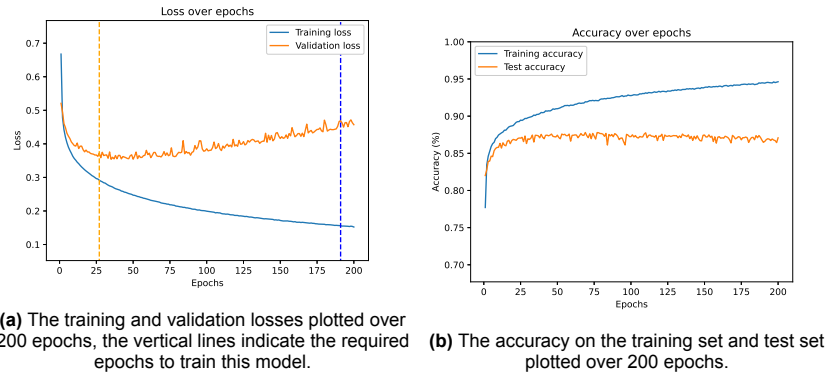 Loss over epochs
Training loss
Validation loss
0.7
0.6
0.5
0.4
0.3
0.2
0.1
Loss
0 25 50 75 100 125 150 175 200
Epochs
(a) The training and validation losses plotted over
200 epochs, the vertical lines indicate the required
epochs to train this model.
Accuracy over epochs
Training accuracy
Test accuracy
1.00
0.95
0.90
0.85
0.80
0.75
0.70
Accuracy (%)
0 25 50 75 100 125 150 175 200
Epochs
(b) The accuracy on the training set and test set
plotted over 200 epochs.